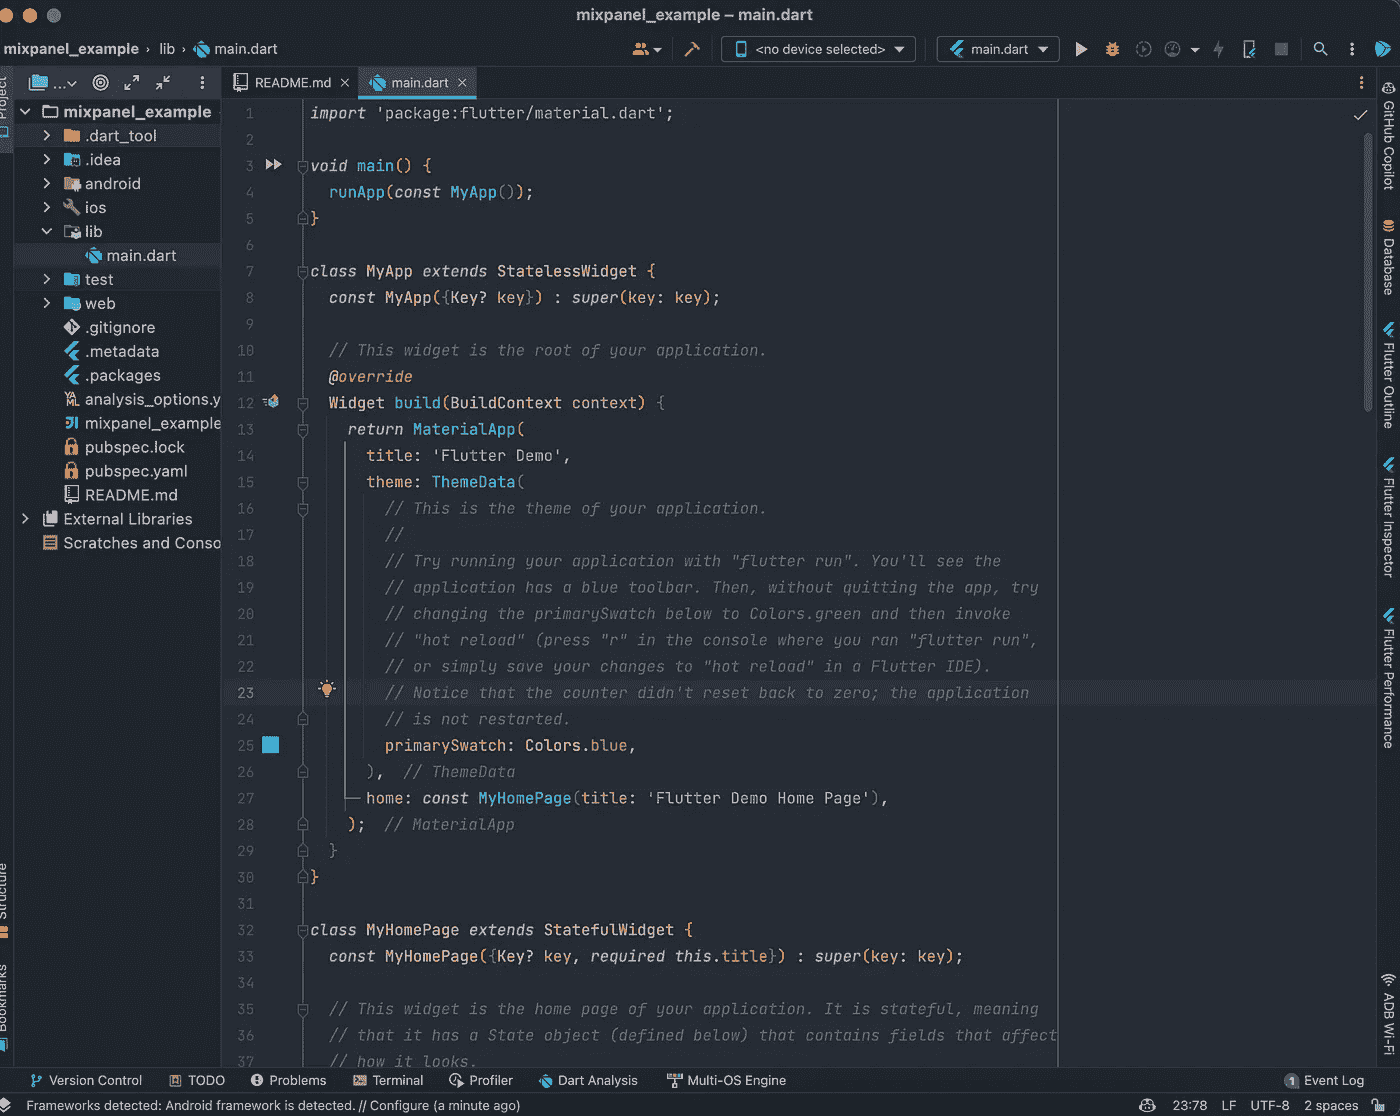 mixpanel_example – main.dart
mixpanel_example › lib › main.dart
<no device selected>
main.dart
Project
...
README.md
main.dart
mixpanel_example
.dart_tool
.idea
android
ios
lib
main.dart
test
web
.gitignore
.metadata
.packages
analysis_options.y
mixpanel_example
pubspec.lock
pubspec.yaml
README.md
External Libraries
Scratches and Conso
Structure
Bookmarks
1 import 'package:flutter/material.dart';
2
3 void main() {
4 runApp(const MyApp());
5 }
6
7 class MyApp extends StatelessWidget {
8 const MyApp({Key? key}) : super(key: key);
9
10 // This widget is the root of your application.
11 @override
12 Widget build(BuildContext context) {
13 return MaterialApp(
14 title: 'Flutter Demo',
15 theme: ThemeData(
16 // This is the theme of your application.
17 //
18 // Try running your application with "flutter run". You'll see the
19 // application has a blue toolbar. Then, without quitting the app, try
20 // changing the primarySwatch below to Colors.green and then invoke
21 // "hot reload" (press "r" in the console where you ran "flutter run",
22 // or simply save your changes to "hot reload" in a Flutter IDE).
23 // Notice that the counter didn't reset back to zero; the application
24 // is not restarted.
25 primarySwatch: Colors.blue,
26 ), // ThemeData
27 home: const MyHomePage(title: 'Flutter Demo Home Page'),
28 ); // MaterialApp
29 }
30 }
31
32 class MyHomePage extends StatefulWidget {
33 const MyHomePage({Key? key, required this.title}) : super(key: key);
34
35 // This widget is the home page of your application. It is stateful, meaning
36 // that it has a State object (defined below) that contains fields that affect
37 // how it looks.
GitHub Copilot
Database
Flutter Outline
Flutter Inspector
Flutter Performance
ADB Wi-Fi
Version Control TODO Problems Terminal Profiler Dart Analysis Multi-OS Engine 1 Event Log
Frameworks detected: Android framework is detected. // Configure (a minute ago) 23:78 LF UTF-8 2 spaces